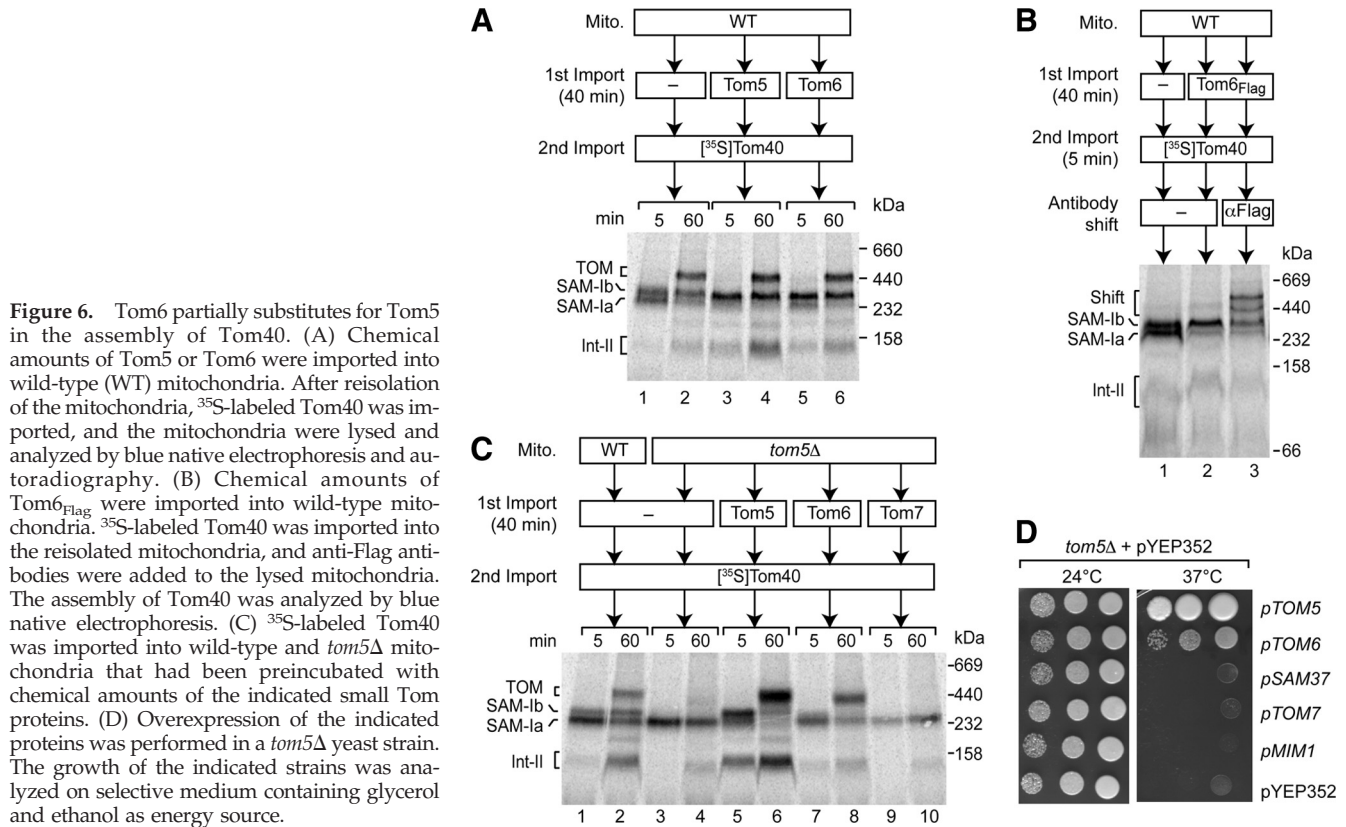 Figure 6. Tom6 partially substitutes for Tom5
in the assembly of Tom40. (A) Chemical
amounts of Tom5 or Tom6 were imported into
wild-type (WT) mitochondria. After reisolation
of the mitochondria, ³⁵S-labeled Tom40 was im-
ported, and the mitochondria were lysed and
analyzed by blue native electrophoresis and au-
toradiography. (B) Chemical amounts of
Tom6Flag were imported into wild-type mito-
chondria. ³⁵S-labeled Tom40 was imported into
the reisolated mitochondria, and anti-Flag anti-
bodies were added to the lysed mitochondria.
The assembly of Tom40 was analyzed by blue
native electrophoresis. (C) ³⁵S-labeled Tom40
was imported into wild-type and tom5Δ mito-
chondria that had been preincubated with
chemical amounts of the indicated small Tom
proteins. (D) Overexpression of the indicated
proteins was performed in a tom5Δ yeast strain.
The growth of the indicated strains was ana-
lyzed on selective medium containing glycerol
and ethanol as energy source.
A
Mito. WT
1st Import
(40 min)
– Tom5 Tom6
2nd Import [³⁵S]Tom40
min 5 60 5 60 5 60 kDa
660
TOM
440
SAM-Ib
SAM-Ia
232
158
Int-II
1 2 3 4 5 6
B
Mito. WT
1st Import
(40 min)
– Tom6Flag
2nd Import
(5 min)
[³⁵S]Tom40
Antibody
shift
– αFlag
kDa
669
Shift
440
SAM-Ib
SAM-Ia
232
158
Int-II
66
1 2 3
C
Mito. WT tom5Δ
1st Import
(40 min)
– Tom5 Tom6 Tom7
2nd Import [³⁵S]Tom40
min 5 60 5 60 5 60 5 60 5 60 kDa
669
TOM
440
SAM-Ib
SAM-Ia
232
158
Int-II
1 2 3 4 5 6 7 8 9 10
D
tom5Δ + pYEP352
24°C 37°C
pTOM5
pTOM6
pSAM37
pTOM7
pMIM1
pYEP352